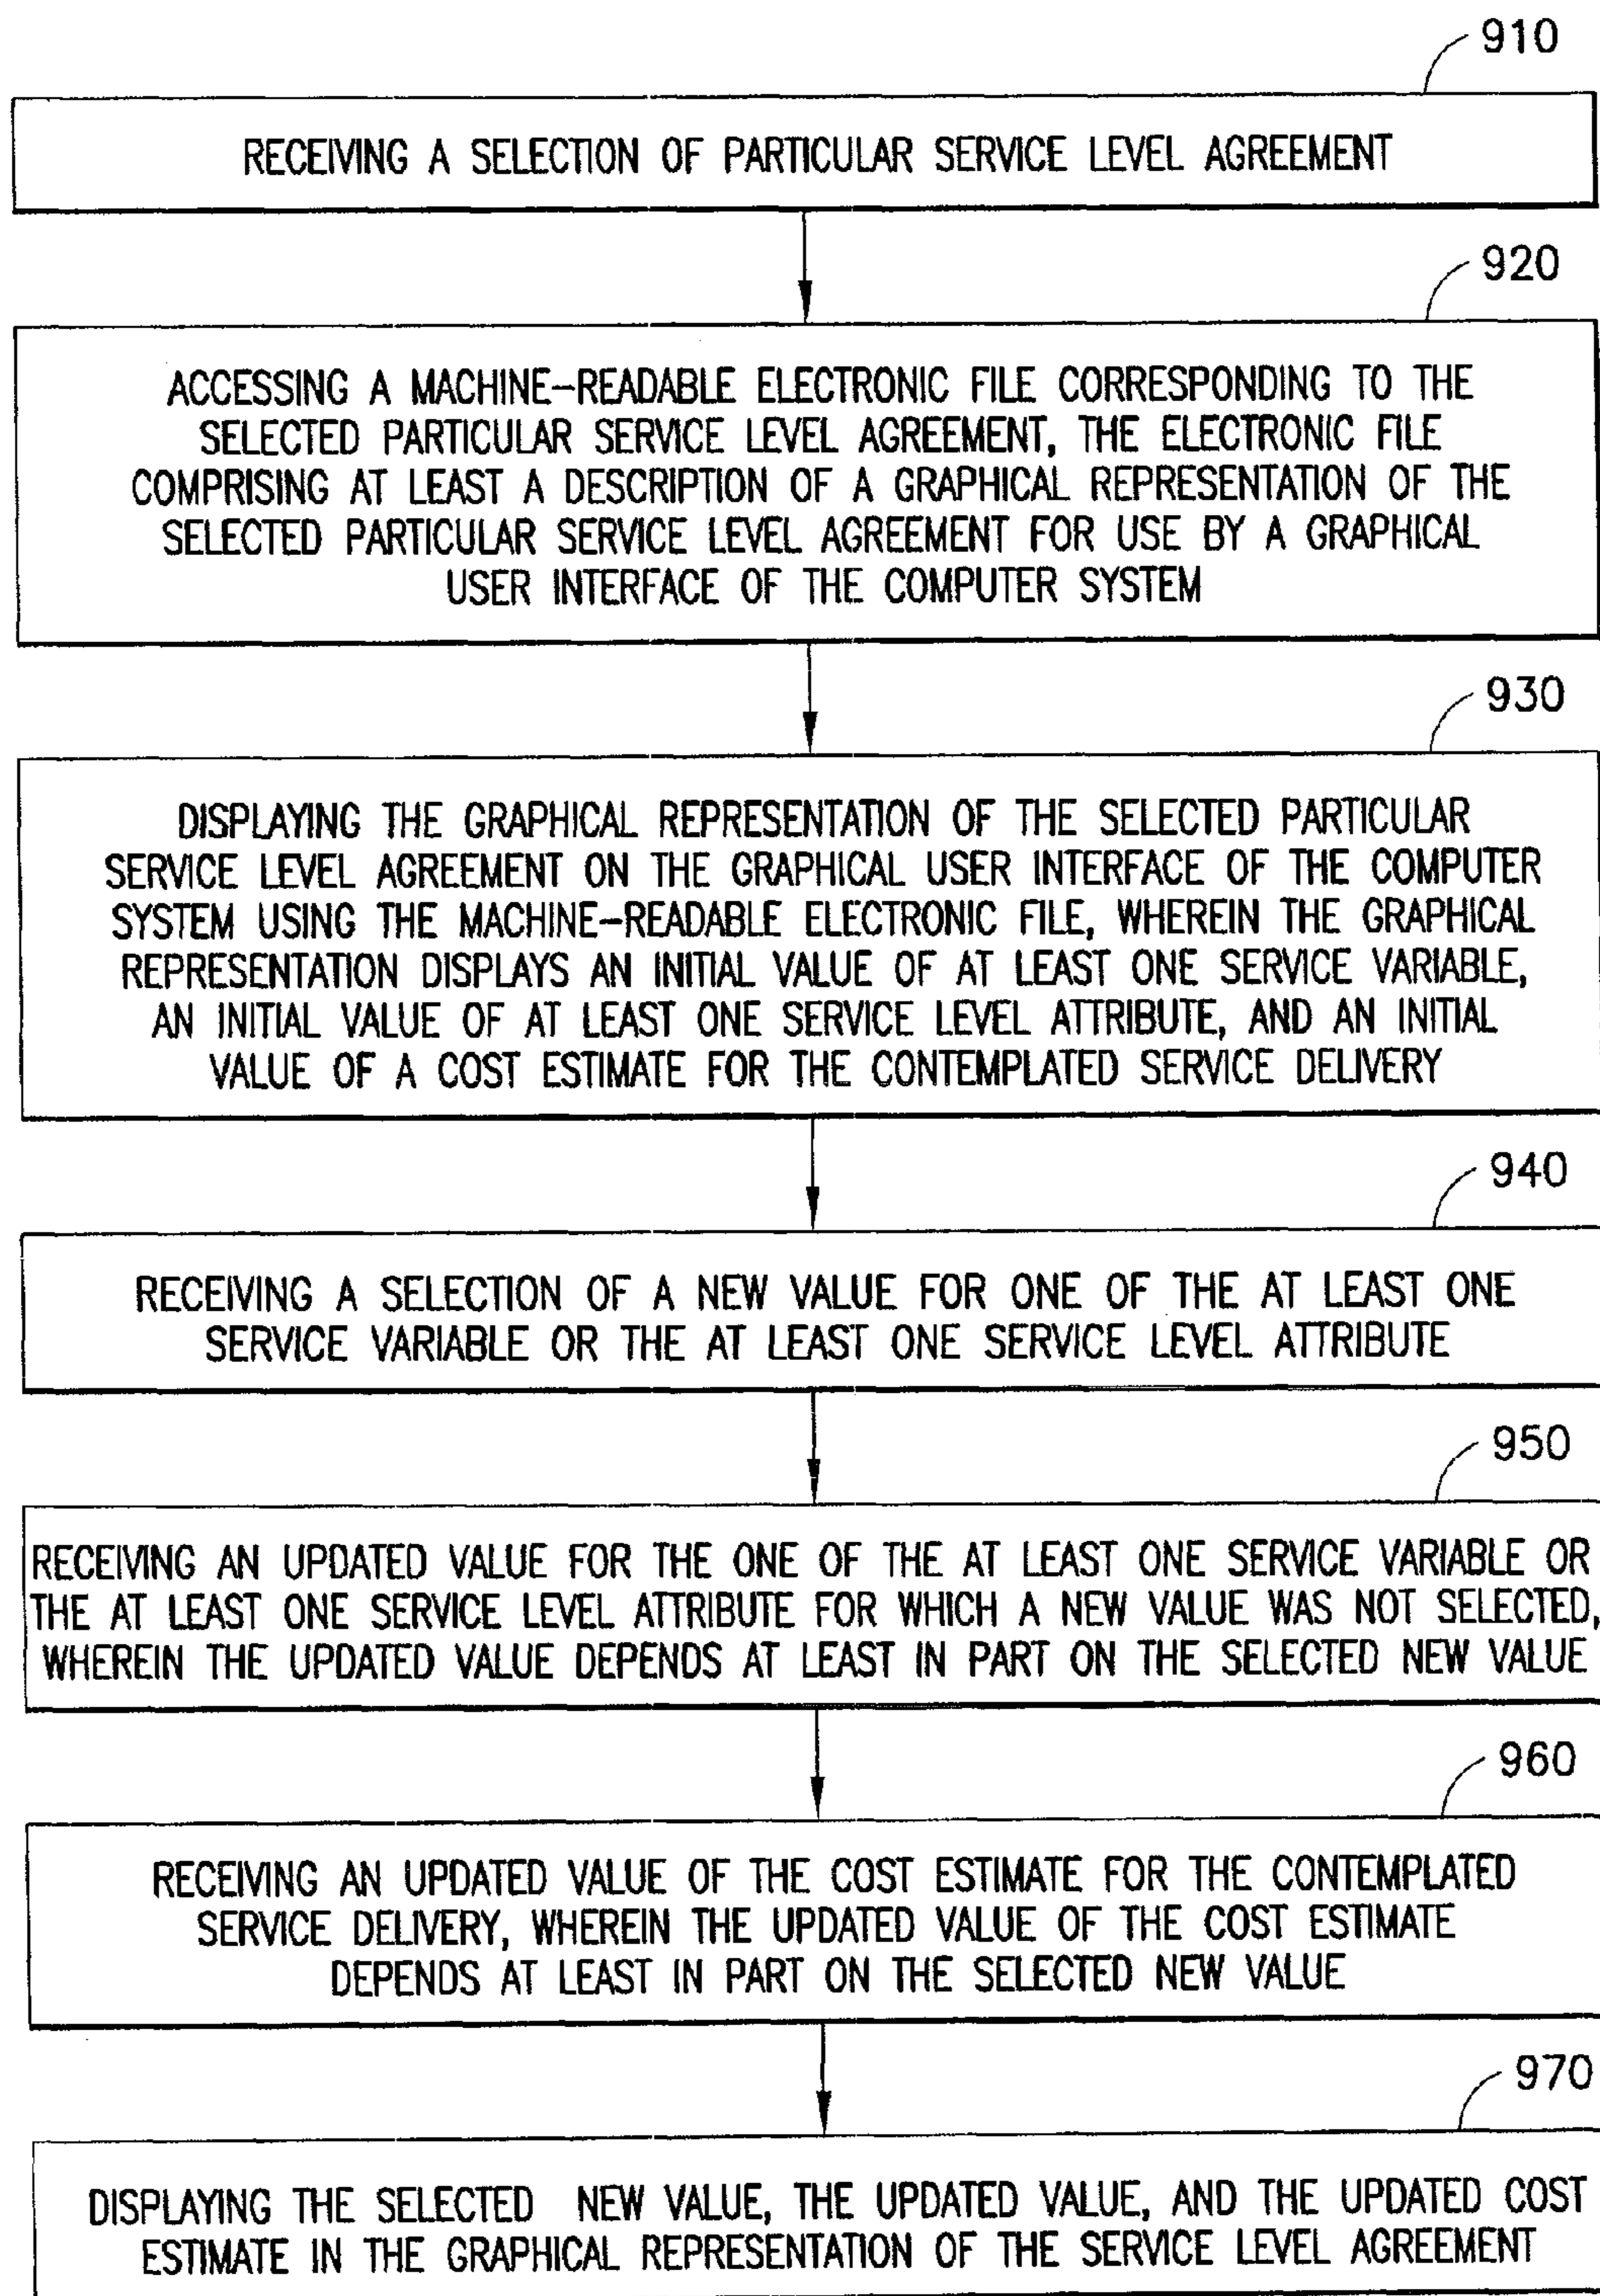 910
RECEIVING A SELECTION OF PARTICULAR SERVICE LEVEL AGREEMENT
920
ACCESSING A MACHINE-READABLE ELECTRONIC FILE CORRESPONDING TO THE
SELECTED PARTICULAR SERVICE LEVEL AGREEMENT, THE ELECTRONIC FILE
COMPRISING AT LEAST A DESCRIPTION OF A GRAPHICAL REPRESENTATION OF THE
SELECTED PARTICULAR SERVICE LEVEL AGREEMENT FOR USE BY A GRAPHICAL
USER INTERFACE OF THE COMPUTER SYSTEM
930
DISPLAYING THE GRAPHICAL REPRESENTATION OF THE SELECTED PARTICULAR
SERVICE LEVEL AGREEMENT ON THE GRAPHICAL USER INTERFACE OF THE COMPUTER
SYSTEM USING THE MACHINE-READABLE ELECTRONIC FILE, WHEREIN THE GRAPHICAL
REPRESENTATION DISPLAYS AN INITIAL VALUE OF AT LEAST ONE SERVICE VARIABLE,
AN INITIAL VALUE OF AT LEAST ONE SERVICE LEVEL ATTRIBUTE, AND AN INITIAL
VALUE OF A COST ESTIMATE FOR THE CONTEMPLATED SERVICE DELIVERY
940
RECEIVING A SELECTION OF A NEW VALUE FOR ONE OF THE AT LEAST ONE
SERVICE VARIABLE OR THE AT LEAST ONE SERVICE LEVEL ATTRIBUTE
950
RECEIVING AN UPDATED VALUE FOR THE ONE OF THE AT LEAST ONE SERVICE VARIABLE OR
THE AT LEAST ONE SERVICE LEVEL ATTRIBUTE FOR WHICH A NEW VALUE WAS NOT SELECTED,
WHEREIN THE UPDATED VALUE DEPENDS AT LEAST IN PART ON THE SELECTED NEW VALUE
960
RECEIVING AN UPDATED VALUE OF THE COST ESTIMATE FOR THE CONTEMPLATED
SERVICE DELIVERY, WHEREIN THE UPDATED VALUE OF THE COST ESTIMATE
DEPENDS AT LEAST IN PART ON THE SELECTED NEW VALUE
970
DISPLAYING THE SELECTED NEW VALUE, THE UPDATED VALUE, AND THE UPDATED COST
ESTIMATE IN THE GRAPHICAL REPRESENTATION OF THE SERVICE LEVEL AGREEMENT